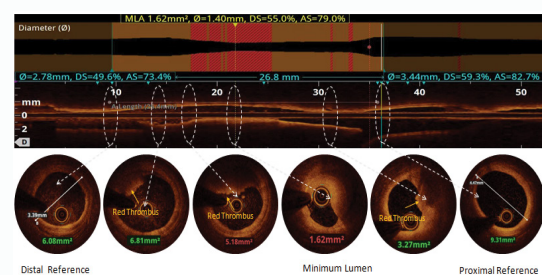 MLA 1.62mm², Ø=1.40mm, DS=55.0%, AS=79.0%
Diameter (Ø)
Ø=2.78mm, DS=49.6%, AS=73.4%
26.8 mm
Ø=3.44mm, DS=59.3%, AS=82.7%
10 20 30 40 50
mm
0
2
D
3.39mm
6.08mm²
Red Thrombus
6.81mm²
Red Thrombus
5.18mm²
1.62mm²
Red Thrombus
3.27mm²
9.31mm²
Distal Reference
Minimum Lumen
Proximal Reference